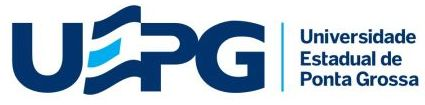 UEPG
Universidade
Estadual de
Ponta Grossa